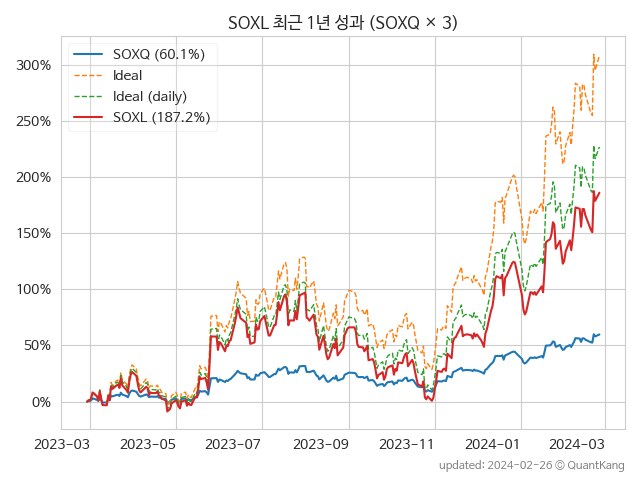 SOXL 최근 1년 성과 (SOXQ × 3)
SOXQ (60.1%)
Ideal
Ideal (daily)
SOXL (187.2%)
300%
250%
200%
150%
100%
50%
0%
2023-03 2023-05 2023-07 2023-09 2023-11 2024-01 2024-03
updated: 2024-02-26 ⓒ QuantKang